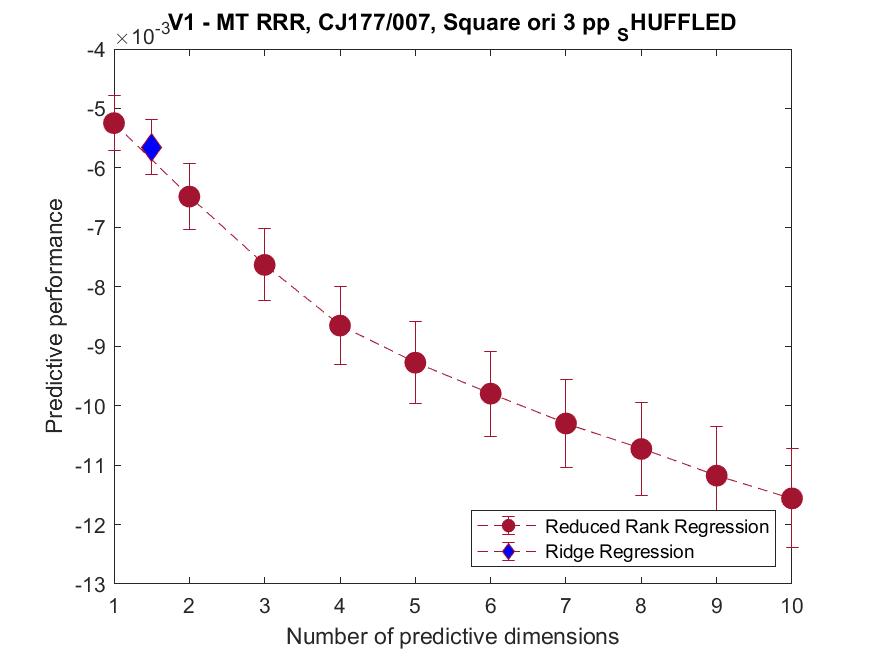 V1 - MT RRR, CJ177/007, Square ori 3 pp SHUFFLED
×10-3
-4
-5
-6
-7
-8
-9
-10
-11
-12
-13
Predictive performance
Reduced Rank Regression
Ridge Regression
1 2 3 4 5 6 7 8 9 10
Number of predictive dimensions